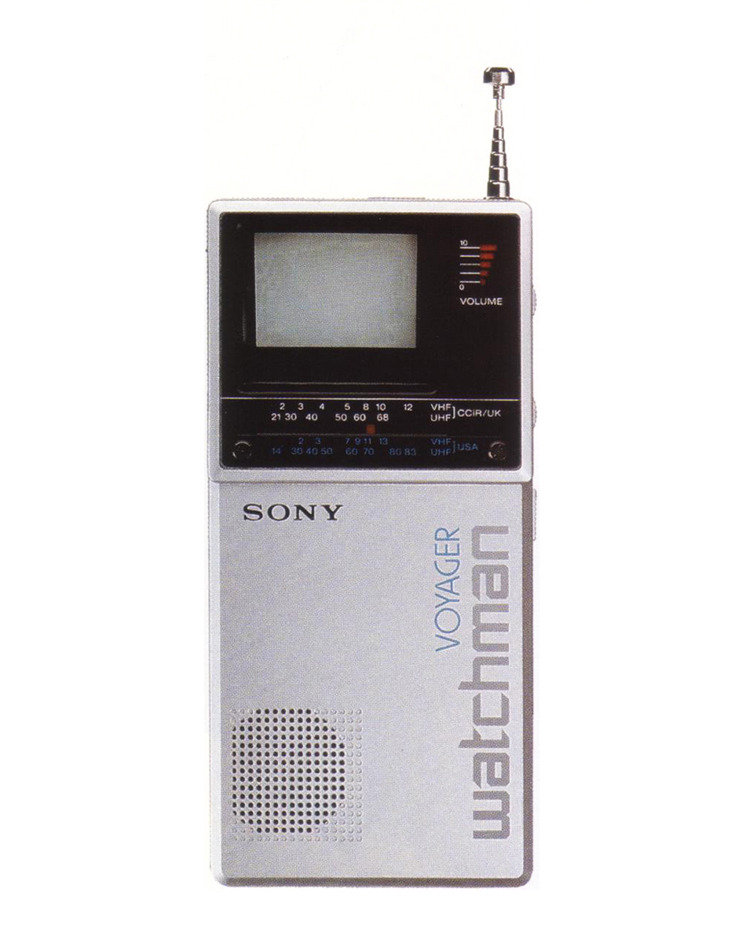 10
0
VOLUME
2 3 4 5 8 10 12 VHF
21 30 40 50 60 68 UHF
CCIR/UK
2 3 7 9 11 13 VHF
14 30 40 50 60 70 80 83 UHF
USA
SONY
VOYAGER
watchman